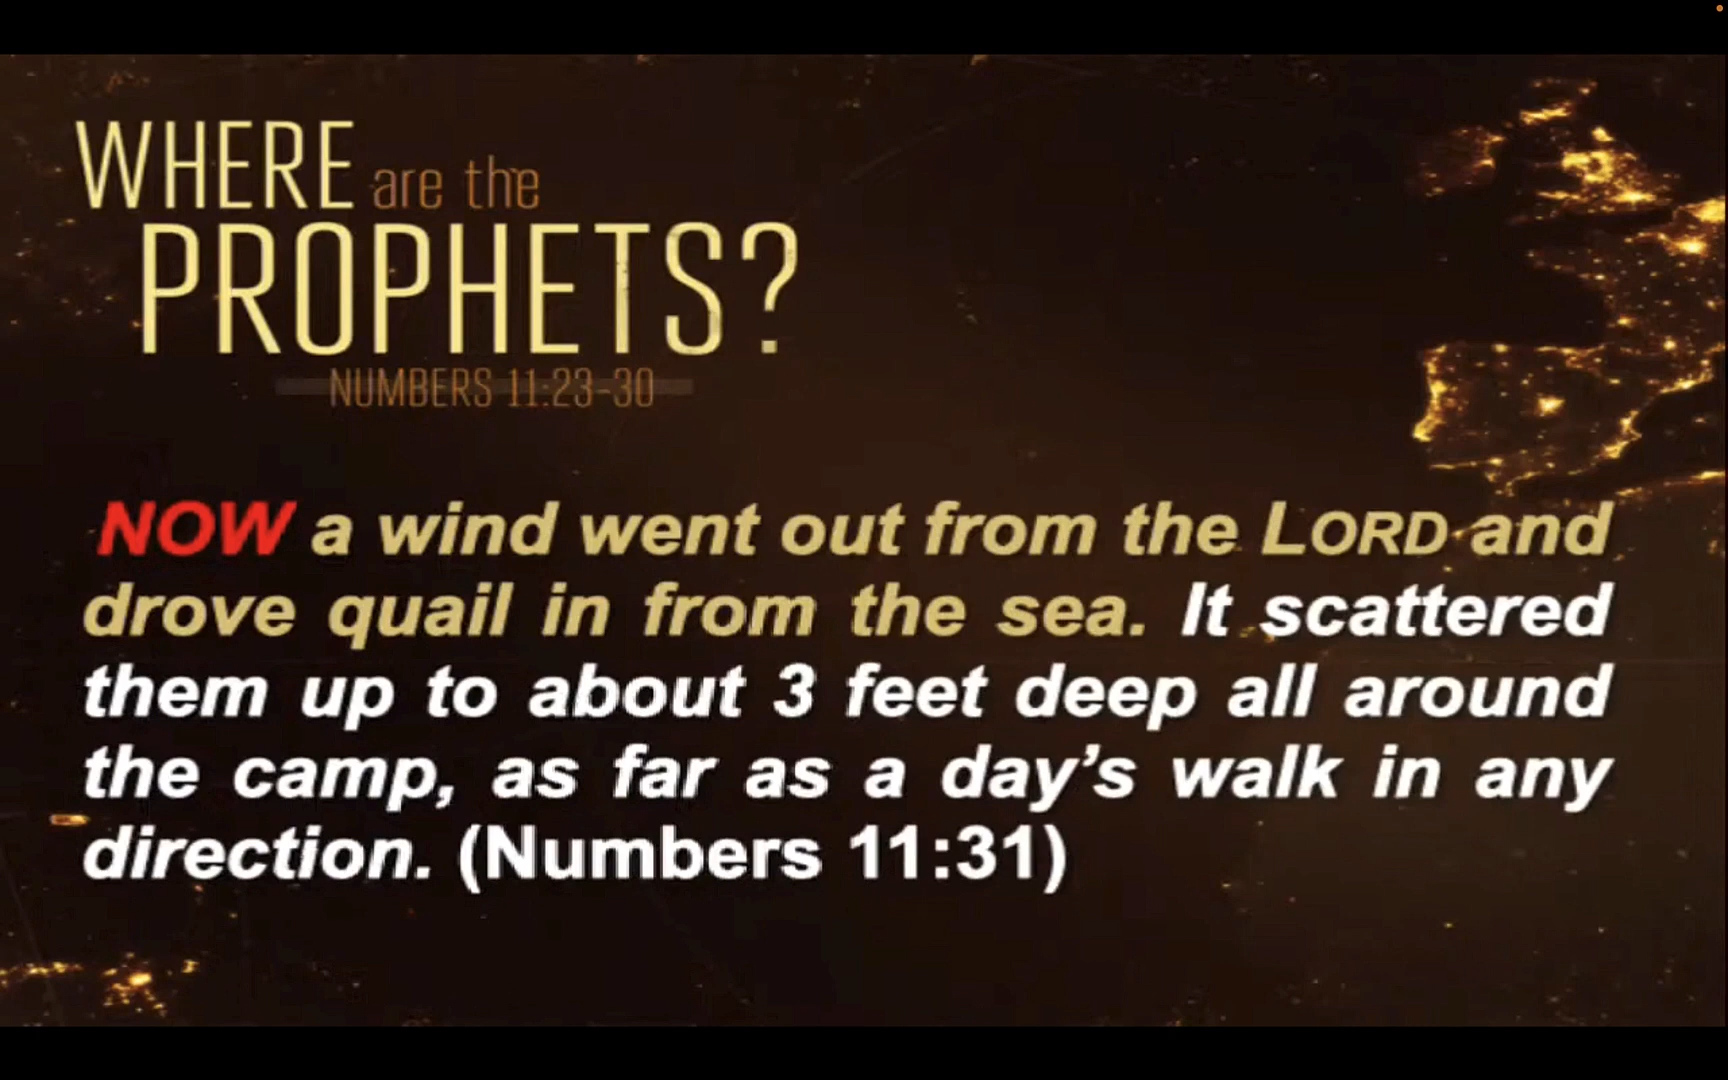 WHERE are the
PROPHETS?
NUMBERS 11:23-30
NOW a wind went out from the LORD and
drove quail in from the sea. It scattered
them up to about 3 feet deep all around
the camp, as far as a day’s walk in any
direction. (Numbers 11:31)